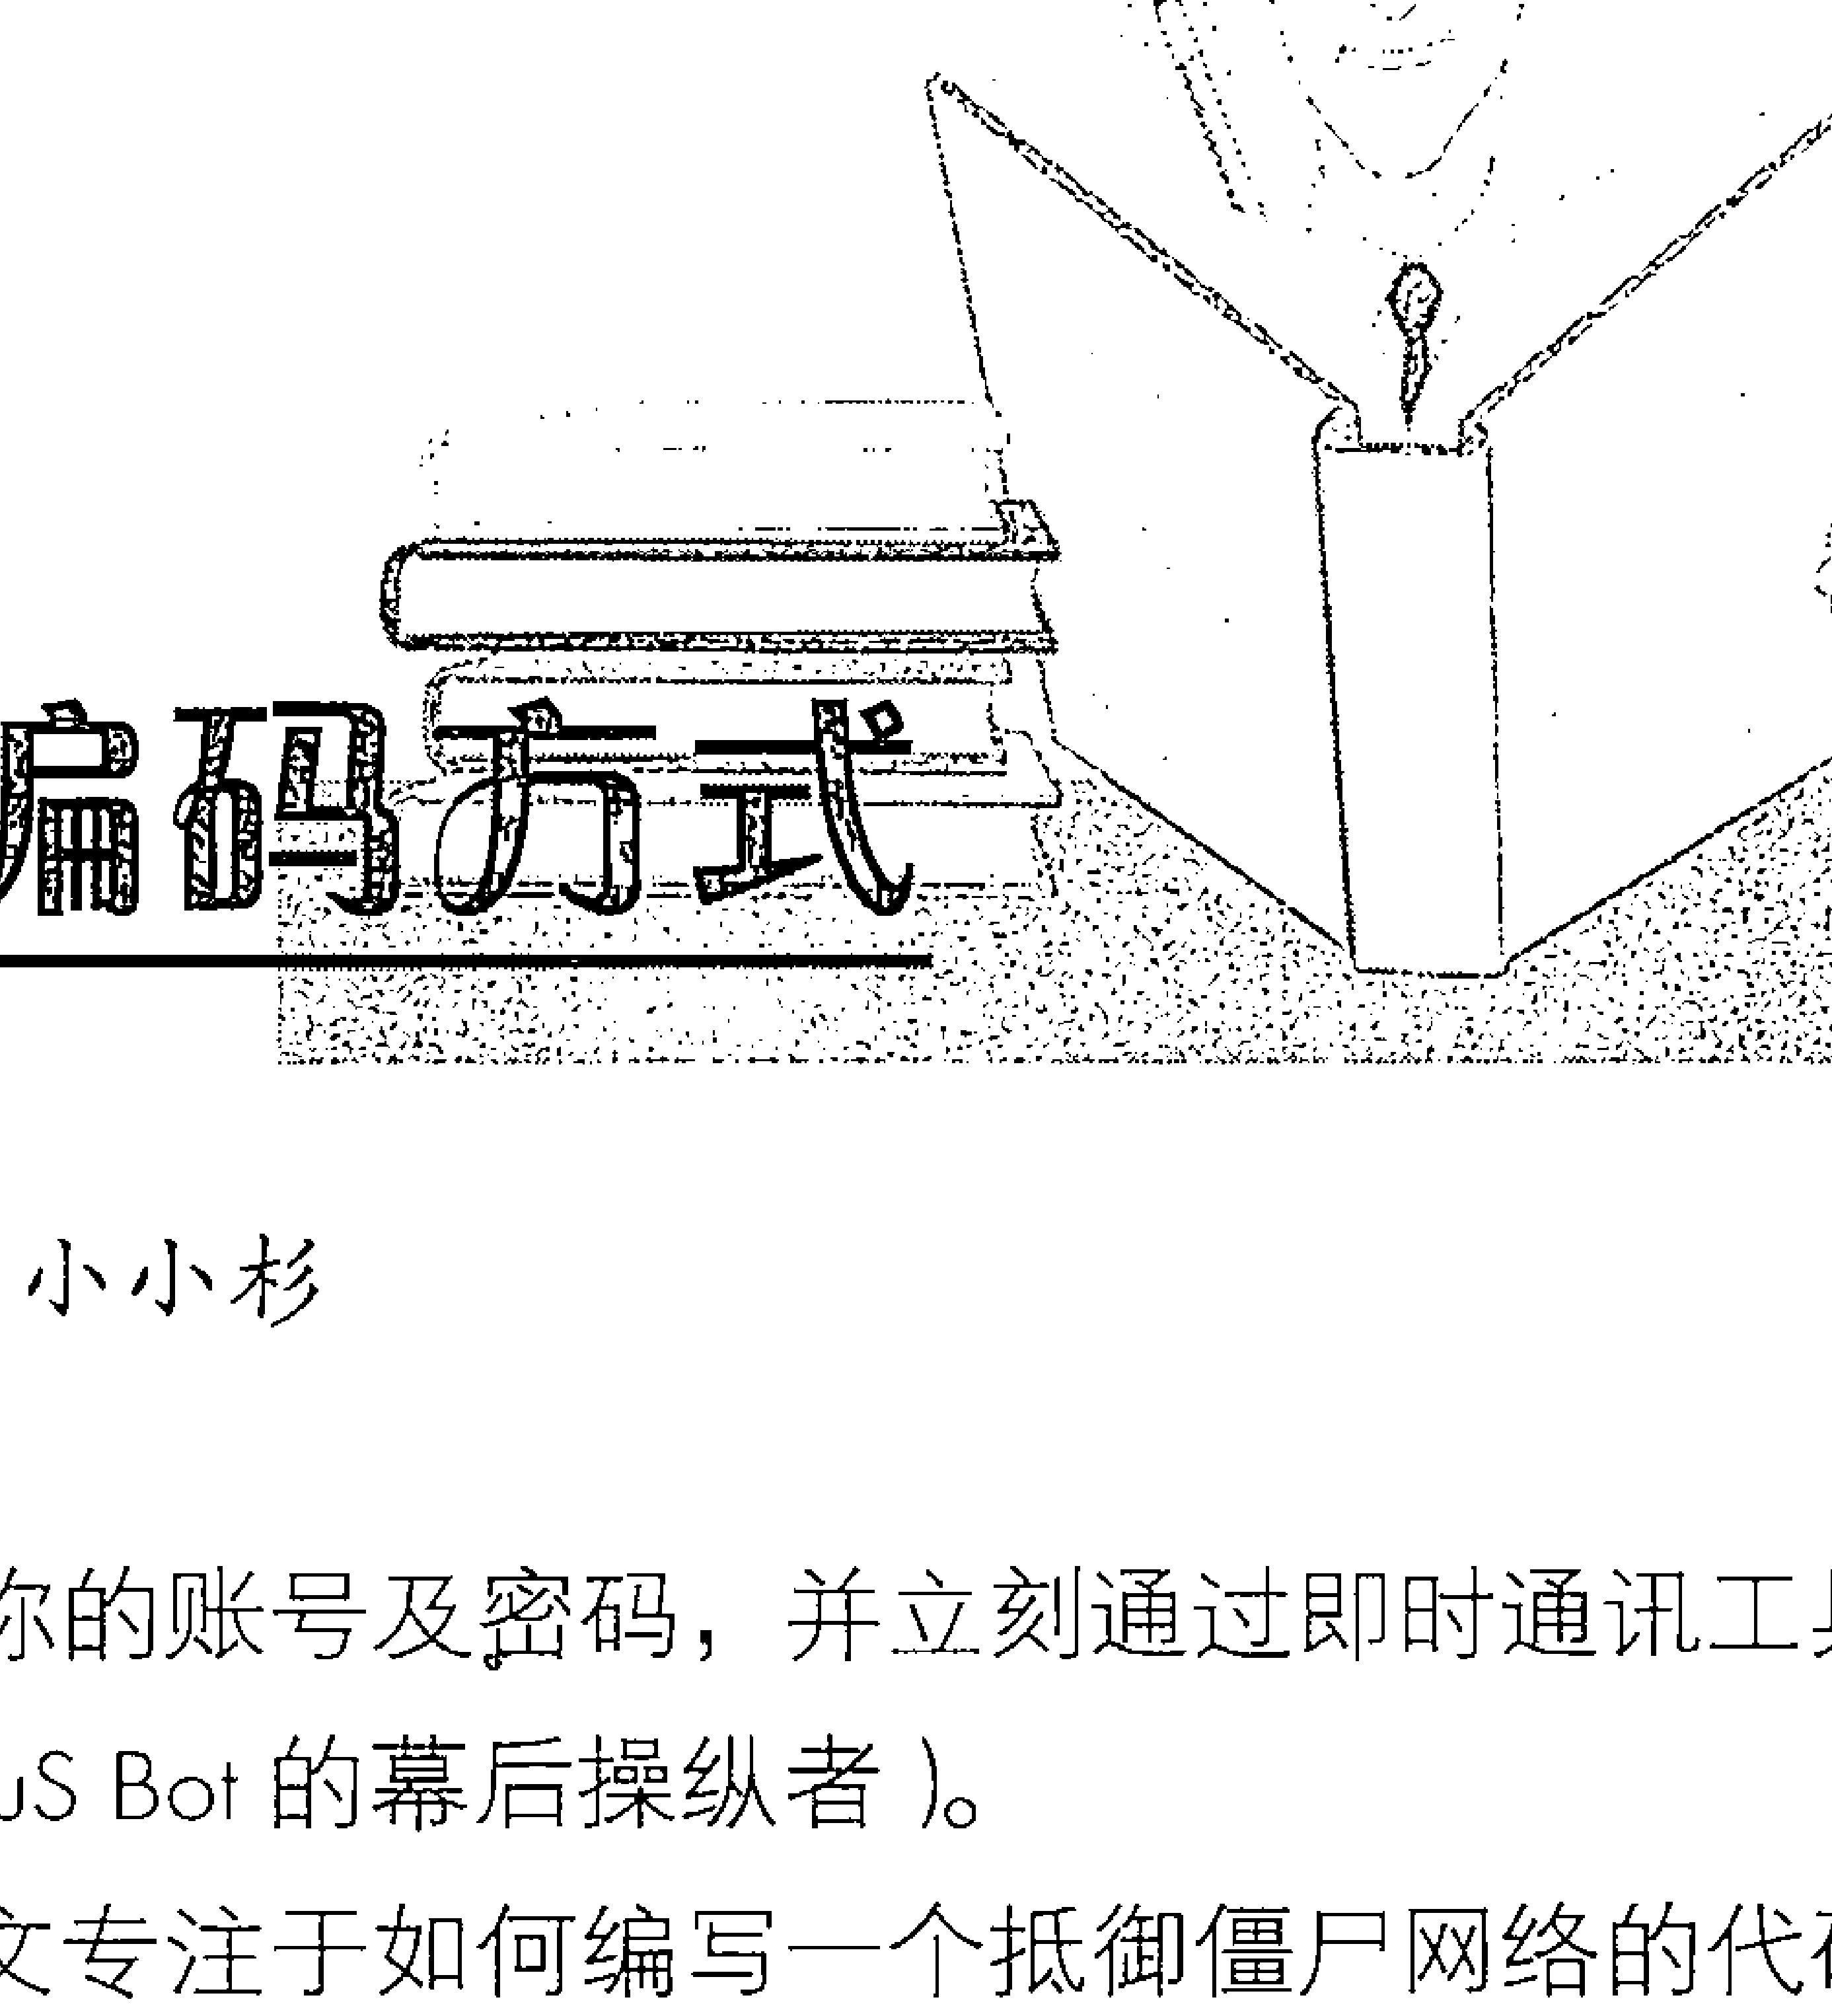 编码方式
小小杉
你的账号及密码，并立刻通过即时通讯工具
uS Bot 的幕后操纵者）。
文专注于如何编写一个抵御僵尸网络的代码